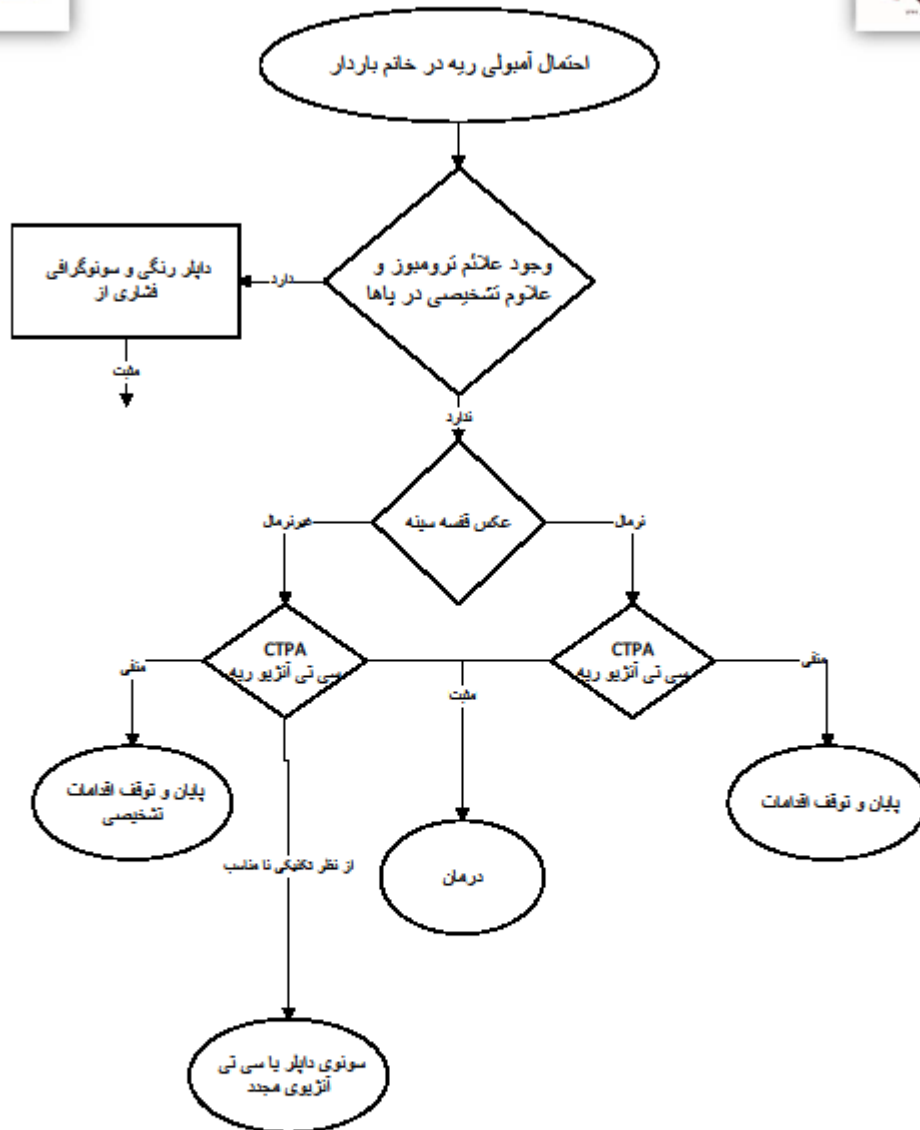 احتمال آمبولی ریه در خانم باردار
وجود علائم ترومبوز و
علاوم تشخیصی در پاها
دارد
داپلر رنگی و سونوگرافی
فشاری از
مثبت
ندارد
عکس قفسه سینه
نرمال
غیرنرمال
CTPA
سی تی آنژیو ریه
منفی
پایان و توقف اقدامات
مثبت
درمان
CTPA
سی تی آنژیو ریه
منفی
پایان و توقف اقدامات
تشخیصی
از نظر تکنیکی نا مناسب
سونوی داپلر یا سی تی
آنژیوی مجدد